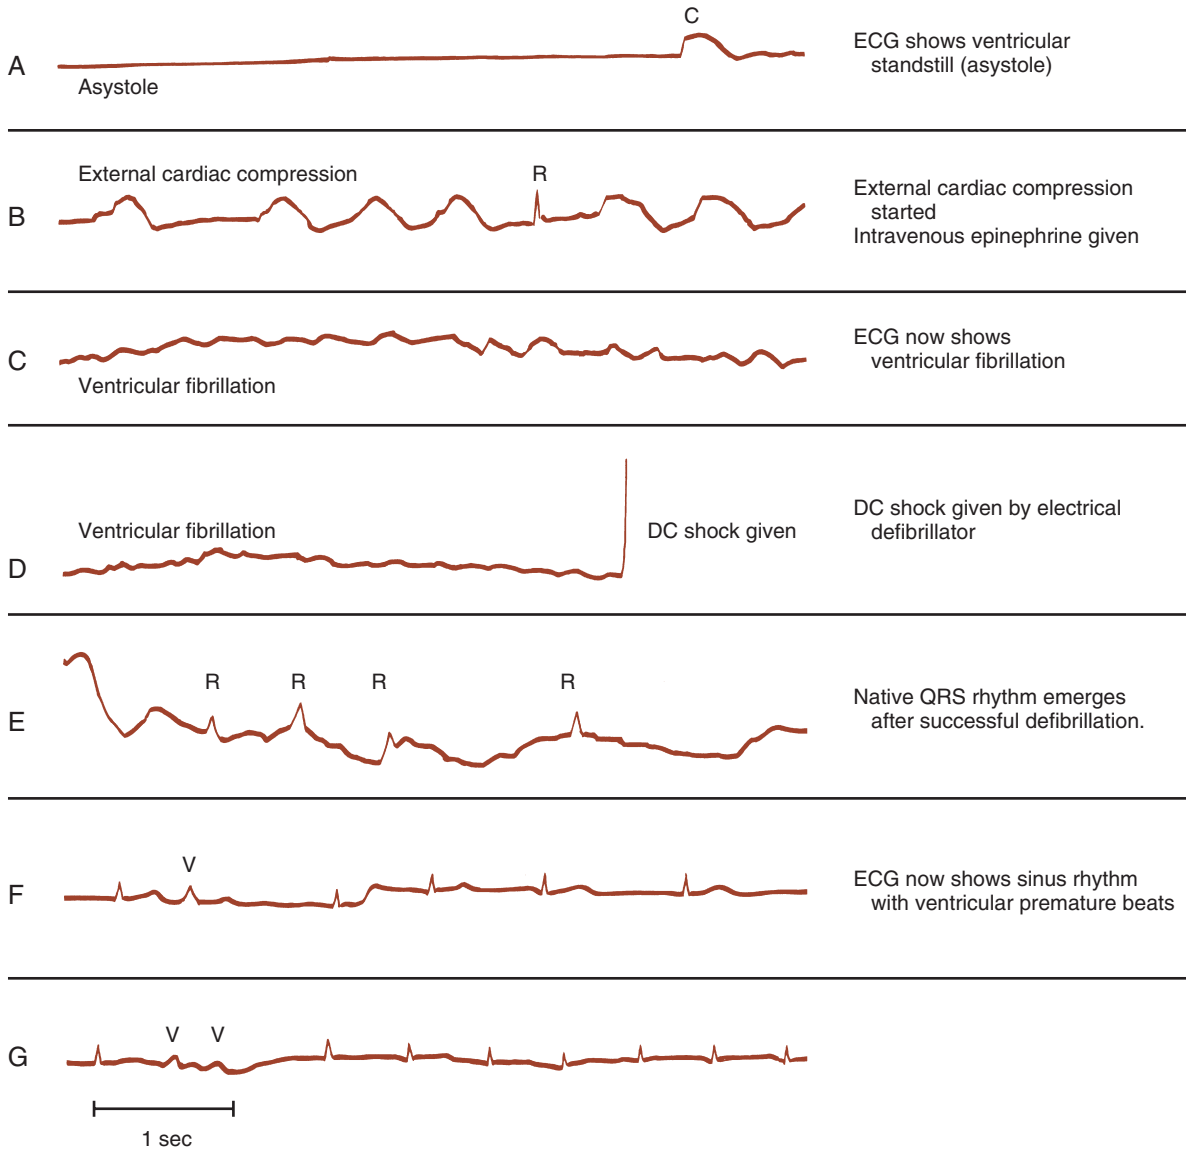 C
A
Asystole
ECG shows ventricular
standstill (asystole)
External cardiac compression
R
B
External cardiac compression
started
Intravenous epinephrine given
C
Ventricular fibrillation
ECG now shows
ventricular fibrillation
D
Ventricular fibrillation
DC shock given
DC shock given by electrical
defibrillator
E
R R R R
Native QRS rhythm emerges
after successful defibrillation.
F
V
ECG now shows sinus rhythm
with ventricular premature beats
G
V V
1 sec